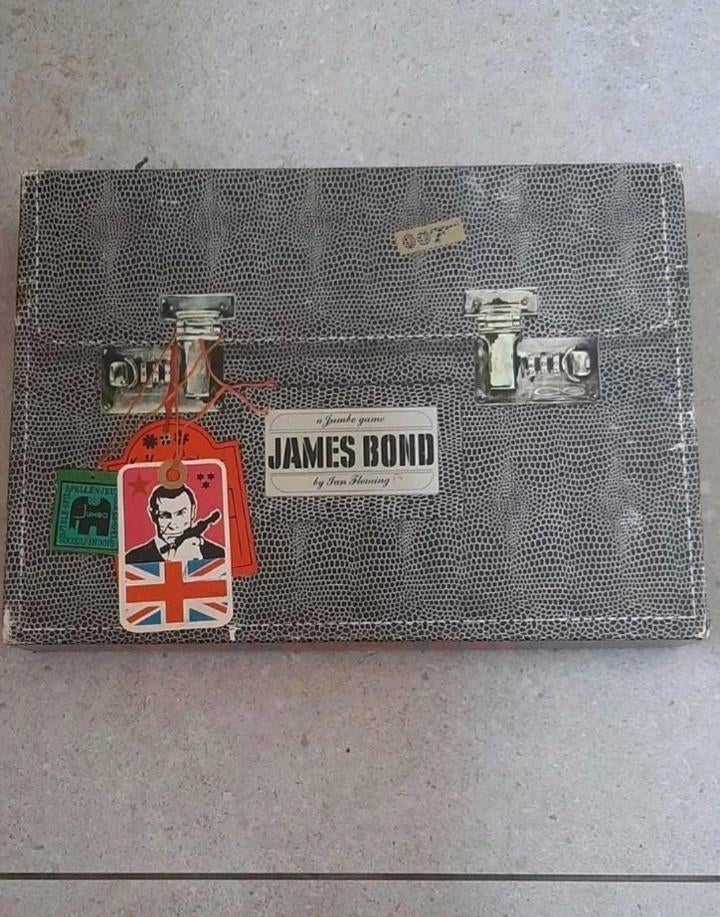 007
a Jumbo game
JAMES BOND
by Ian Fleming
JUMBO